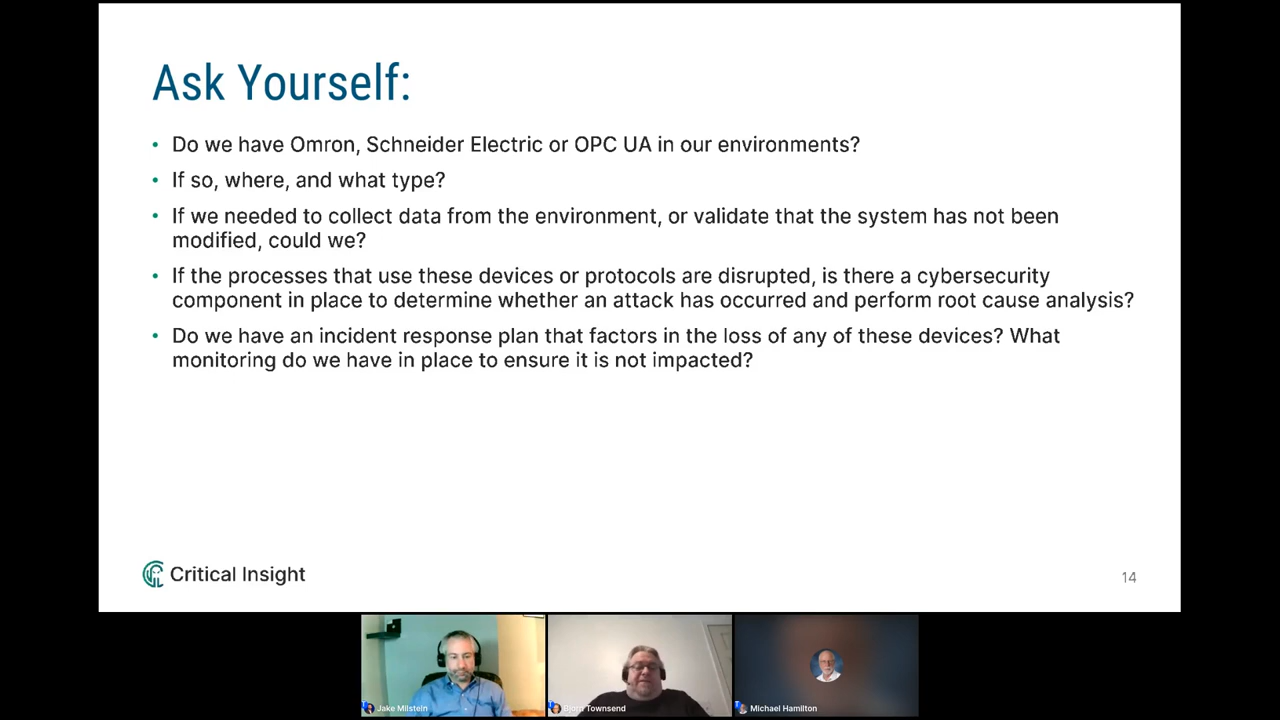 Ask Yourself:
• Do we have Omron, Schneider Electric or OPC UA in our environments?
• If so, where, and what type?
• If we needed to collect data from the environment, or validate that the system has not been
modified, could we?
• If the processes that use these devices or protocols are disrupted, is there a cybersecurity
component in place to determine whether an attack has occurred and perform root cause analysis?
• Do we have an incident response plan that factors in the loss of any of these devices? What
monitoring do we have in place to ensure it is not impacted?
Critical Insight
14
Jake Milstein
Townsend
Michael Hamilton